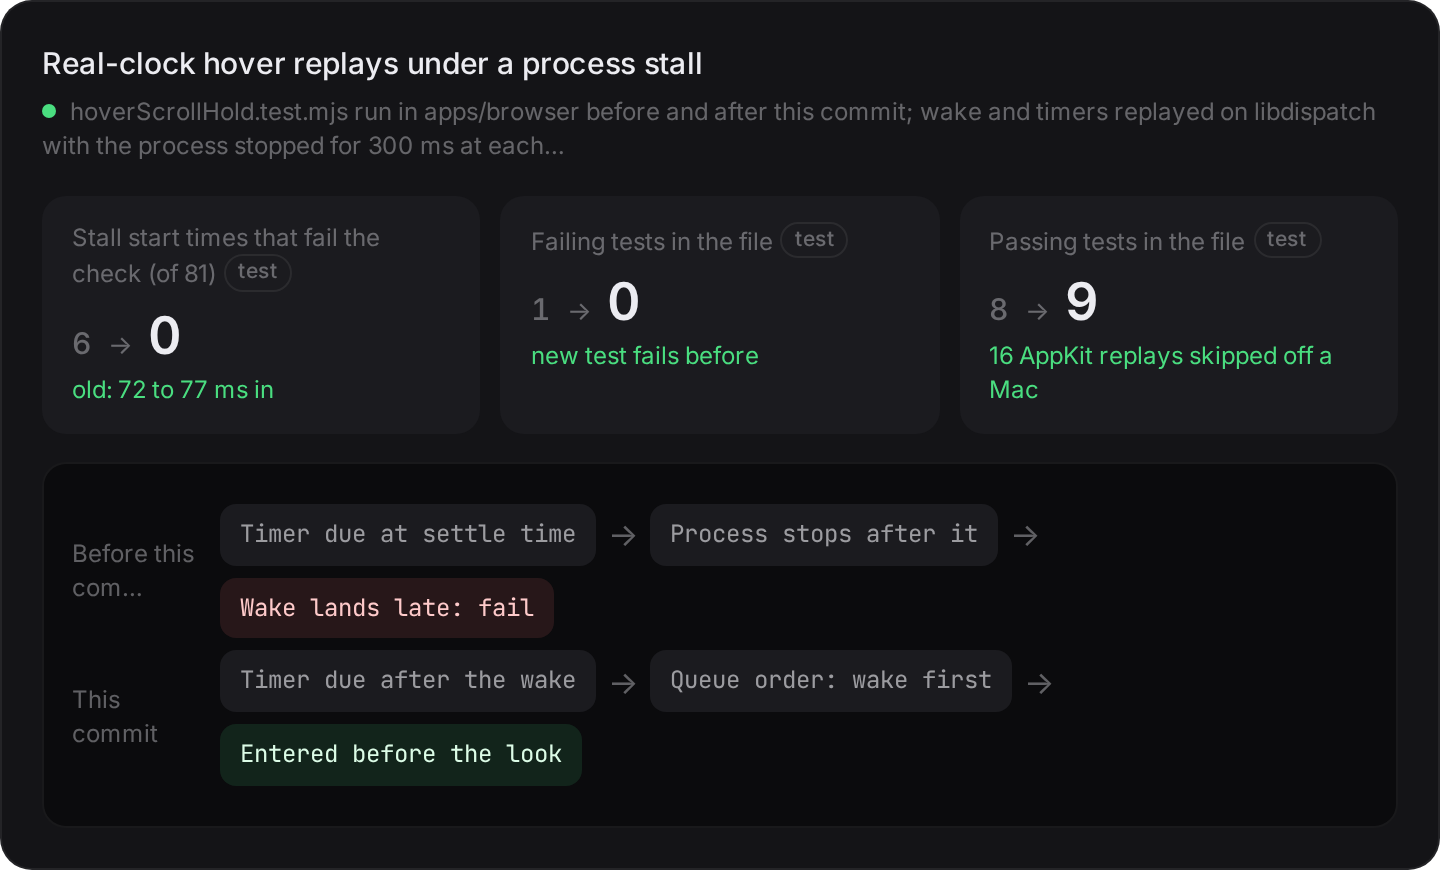 Real-clock hover replays under a process stall
hoverScrollHold.test.mjs run in apps/browser before and after this commit; wake and timers replayed on libdispatch
with the process stopped for 300 ms at each...
Stall start times that fail the
check (of 81) test
6 → 0
old: 72 to 77 ms in
Failing tests in the file test
1 → 0
new test fails before
Passing tests in the file test
8 → 9
16 AppKit replays skipped off a
Mac
Before this
com...
Timer due at settle time → Process stops after it →
Wake lands late: fail
This
commit
Timer due after the wake → Queue order: wake first →
Entered before the look